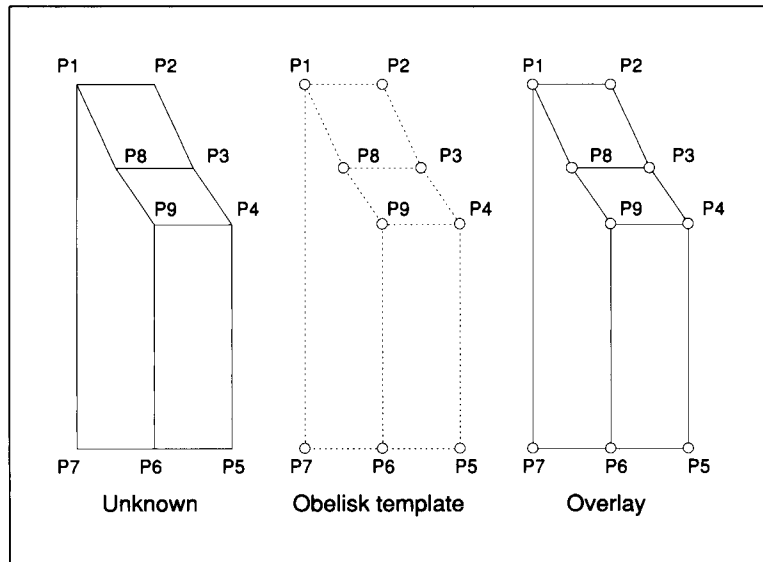 P1 P2 P1 P2 P1 P2
P8 P3 P8 P3 P8 P3
P9 P4 P9 P4 P9 P4
P7 P6 P5 P7 P6 P5 P7 P6 P5
Unknown Obelisk template Overlay